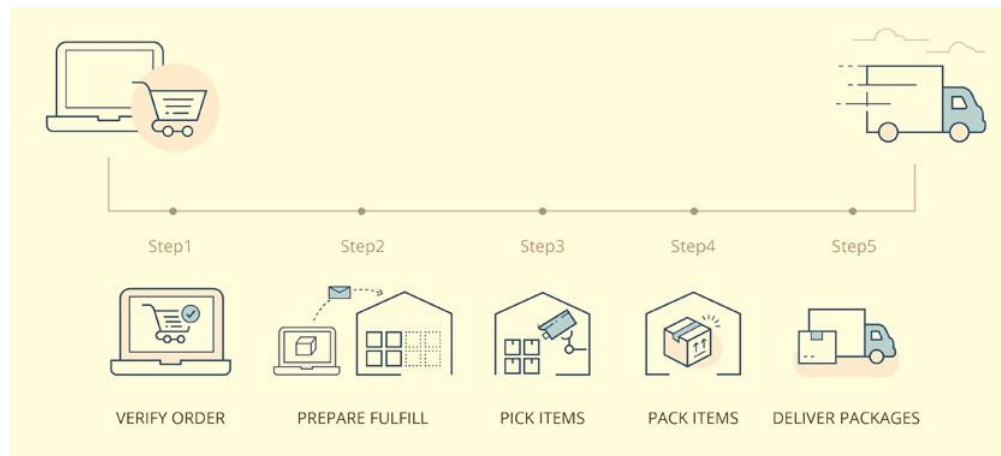 Step1
Step2
Step3
Step4
Step5
VERIFY ORDER
PREPARE FULFILL
PICK ITEMS
PACK ITEMS
DELIVER PACKAGES